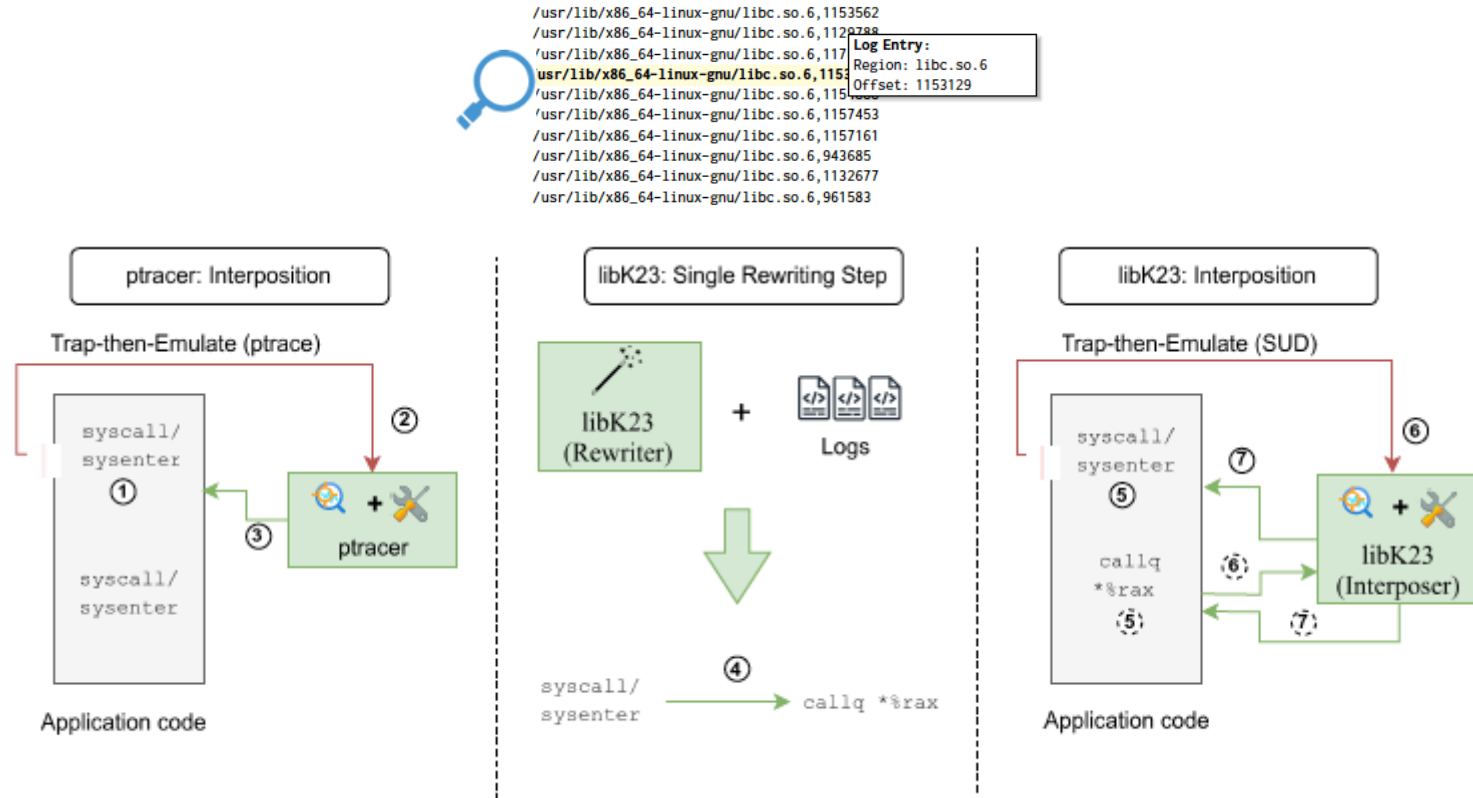 /usr/lib/x86_64-linux-gnu/libc.so.6,1153562
/usr/lib/x86_64-linux-gnu/libc.so.6,1129788
/usr/lib/x86_64-linux-gnu/libc.so.6,117
usr/lib/x86_64-linux-gnu/libc.so.6,1153
/usr/lib/x86_64-linux-gnu/libc.so.6,115
/usr/lib/x86_64-linux-gnu/libc.so.6,1157453
/usr/lib/x86_64-linux-gnu/libc.so.6,1157161
/usr/lib/x86_64-linux-gnu/libc.so.6,943685
/usr/lib/x86_64-linux-gnu/libc.so.6,1132677
/usr/lib/x86_64-linux-gnu/libc.so.6,961583
Log Entry:
Region: libc.so.6
Offset: 1153129
ptracer: Interposition
Trap-then-Emulate (ptrace)
syscall/
sysenter
1
2
3
+
ptracer
syscall/
sysenter
Application code
libK23: Single Rewriting Step
libK23
(Rewriter)
+
</>
</>
</>
Logs
4
syscall/
sysenter
callq *%rax
libK23: Interposition
Trap-then-Emulate (SUD)
syscall/
sysenter
5
6
7
+
libK23
(Interposer)
callq
*%rax
5
6
7
Application code